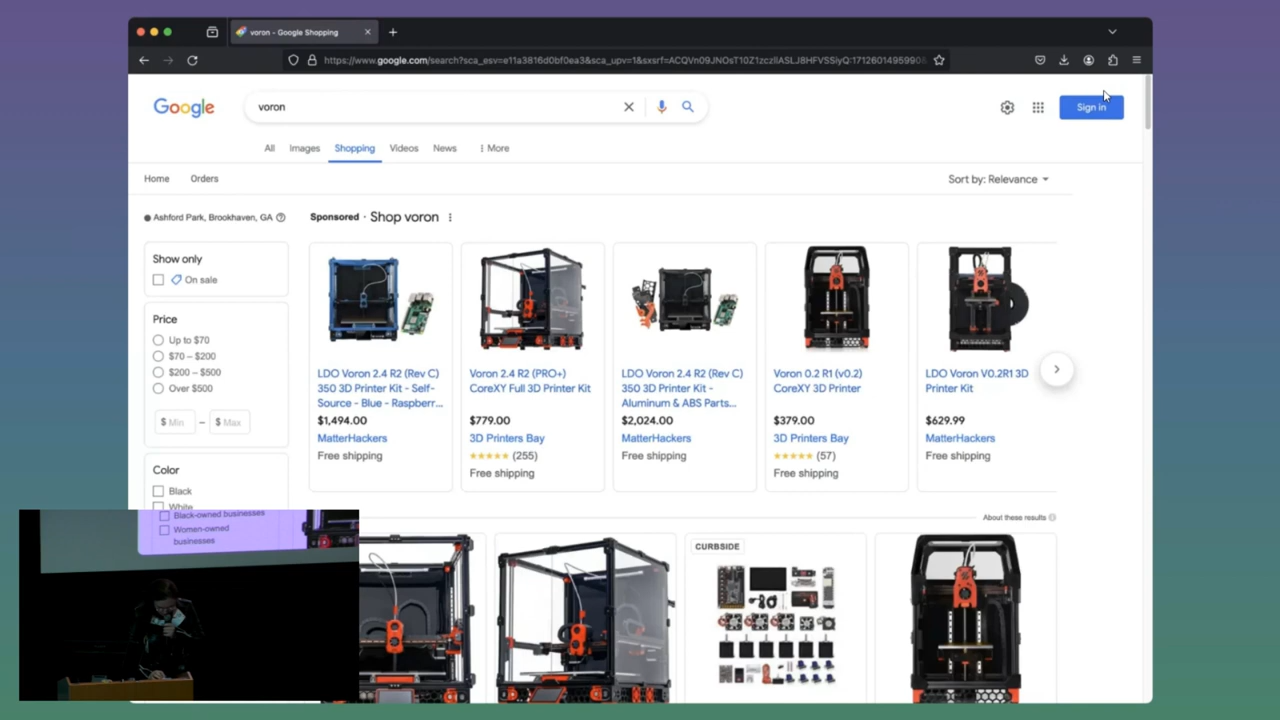 voron - Google Shopping
https://www.google.com/search?sca_esv=e11a3816d0bf0ea3&sca_upv=1&sxsrf=
Google
voron
Sign in
All Images Shopping Videos News More
Home Orders
Sort by: Relevance
Ashford Park, Brookhaven, GA
Sponsored · Shop voron
Show only
On sale
Price
Up to $70
$70 – $200
$200 – $500
Over $500
$ Min – $ Max
Color
Black
White
LDO Voron 2.4 R2 (Rev C)
350 3D Printer Kit - Self-
Source - Blue - Raspberr...
$1,494.00
MatterHackers
Free shipping
Voron 2.4 R2 (PRO+)
CoreXY Full 3D Printer Kit
$779.00
3D Printers Bay
(255)
Free shipping
LDO Voron 2.4 R2 (Rev C)
350 3D Printer Kit -
Aluminum & ABS Parts...
$2,024.00
MatterHackers
Free shipping
Voron 0.2 R1 (v0.2)
CoreXY 3D Printer
$379.00
3D Printers Bay
(57)
Free shipping
LDO Voron V0.2R1 3D
Printer Kit
$629.99
MatterHackers
Free shipping
About these results
CURBSIDE
Black-owned businesses
Women-owned
businesses